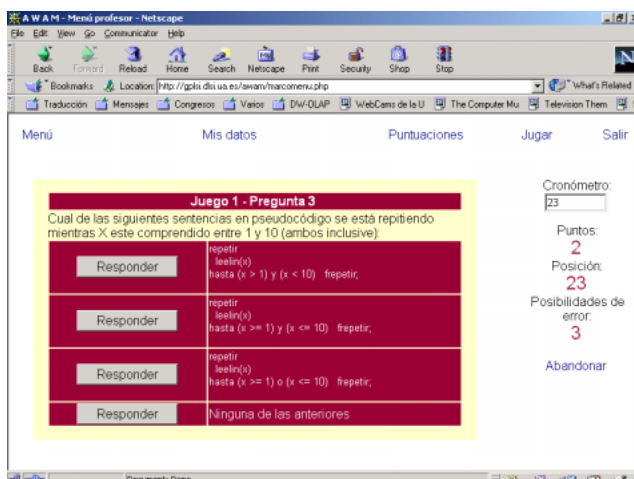 A W A M - Menú profesor - Netscape
File Edit View Go Communicator Help
Back Forward Reload Home Search Netscape Print Security Shop Stop
Bookmarks Location: http://gplsi.dlsi.ua.es/awam/marcomenu.php What's Related
Traducción Mensajes Congresos Varios DW-OLAP WebCams de la U The Computer Mu Television Them
Menú Mis datos Puntuaciones Jugar Salir
Juego 1 - Pregunta 3
Cual de las siguientes sentencias en pseudocódigo se está repitiendo
mientras X este comprendido entre 1 y 10 (ambos inclusive):
Responder
repetir
leelin(x)
hasta (x > 1) y (x < 10) frepetir;
Responder
repetir
leelin(x)
hasta (x >= 1) y (x <= 10) frepetir;
Responder
repetir
leelin(x)
hasta (x >= 1) o (x <= 10) frepetir;
Responder Ninguna de las anteriores
Cronómetro:
23
Puntos:
2
Posición:
23
Posibilidades de
error:
3
Abandonar
Document: Done